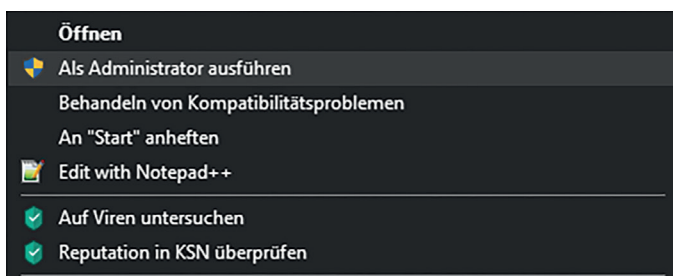 Öffnen
Als Administrator ausführen
Behandeln von Kompatibilitätsproblemen
An "Start" anheften
Edit with Notepad++
Auf Viren untersuchen
Reputation in KSN überprüfen